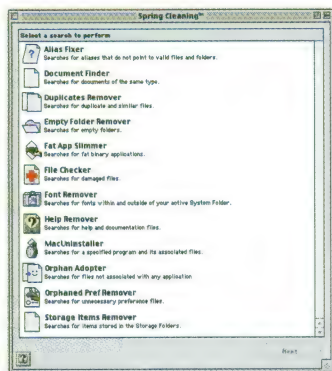 Spring Cleaning™
Select a search to perform
Alias Fixer
Searches for aliases that do not point to valid files and folders.
Document Finder
Searches for documents of the same type.
Duplicates Remover
Searches for duplicate and similar files.
Empty Folder Remover
Searches for empty folders.
Fat App Slimmer
Searches for fat binary applications.
File Checker
Searches for damaged files.
Font Remover
Searches for fonts within and outside of your active System Folder.
Help Remover
Searches for help and documentation files.
MacUninstaller
Searches for a specified program and its associated files.
Orphan Adopter
Searches for files not associated with any application
Orphaned Pref Remover
Searches for unnecessary preference files.
Storage Items Remover
Searches for items stored in the Storage Folders.
Next